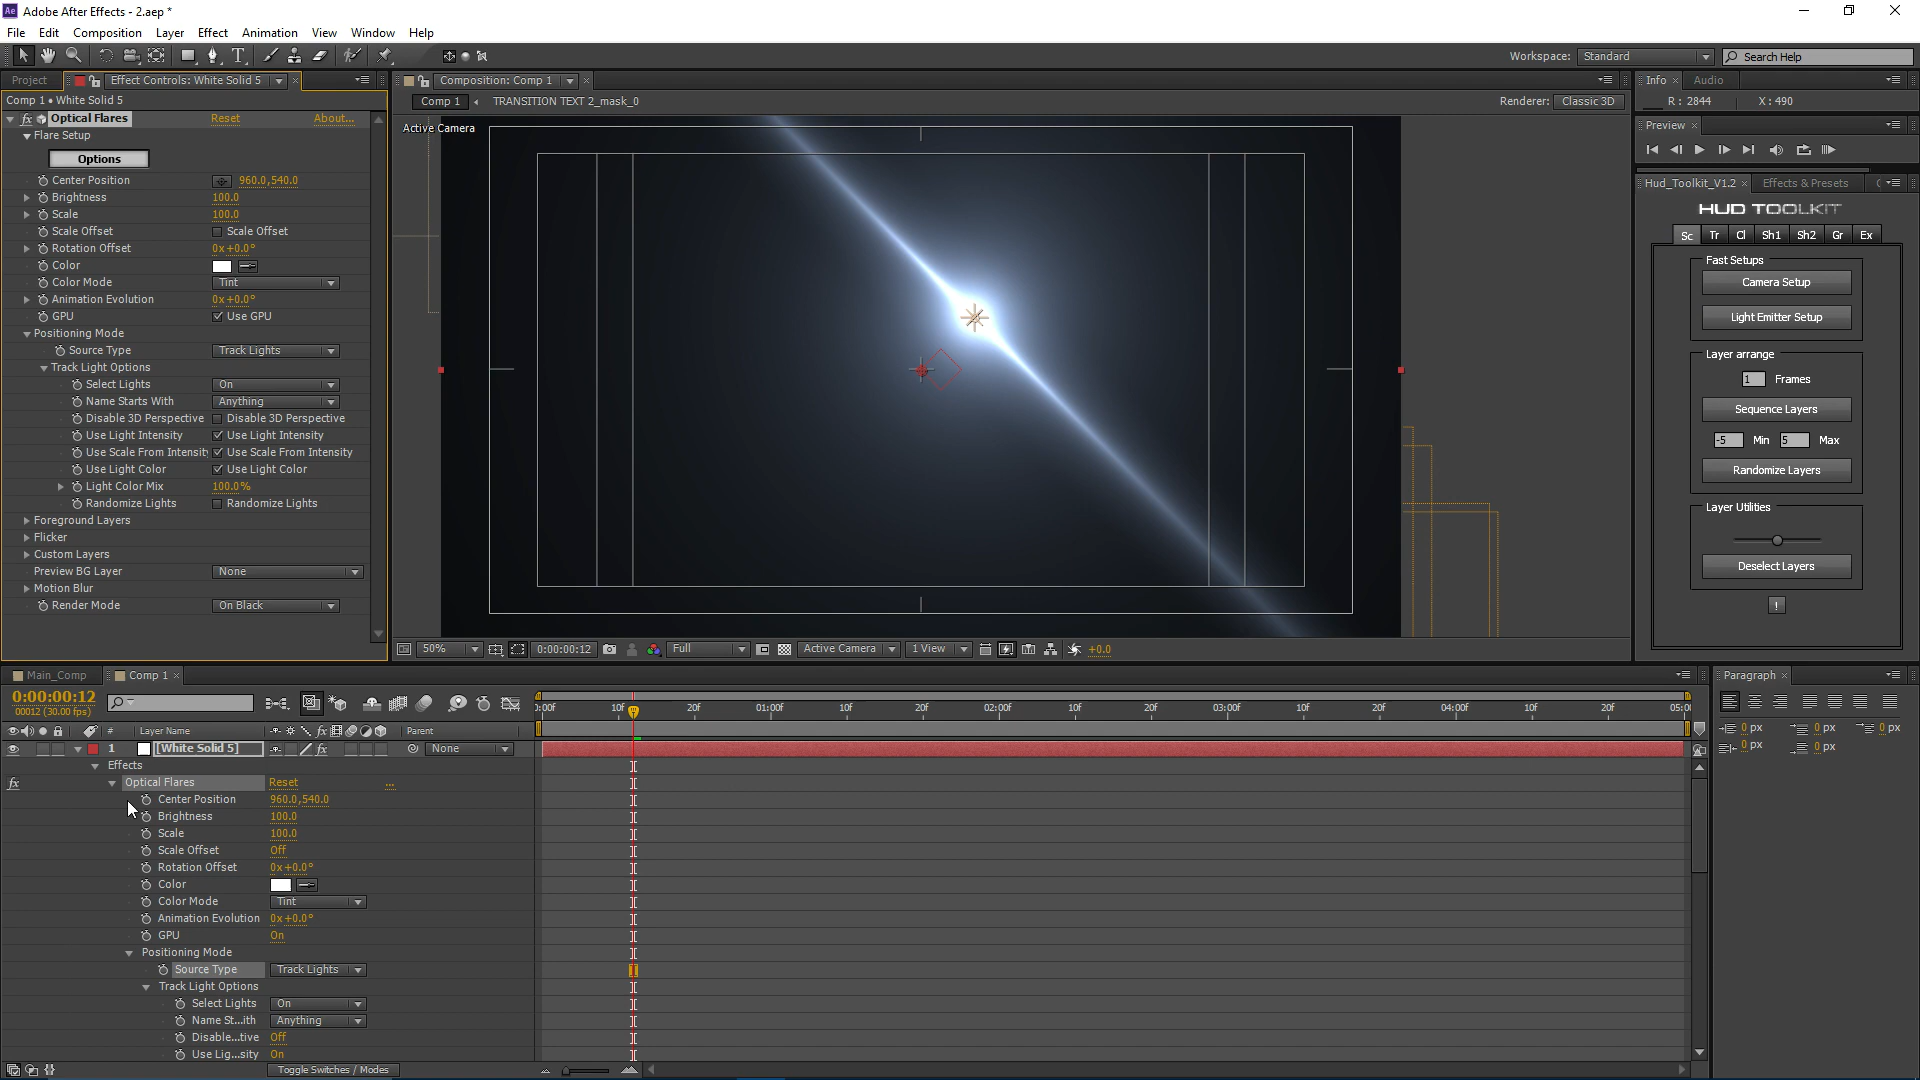 Adobe After Effects - 2.aep *
File Edit Composition Layer Effect Animation View Window Help
Workspace: Standard Search Help
Project Effect Controls: White Solid 5
Comp 1 • White Solid 5
fx Optical Flares Reset About...
Flare Setup
Options
Center Position 960.0,540.0
Brightness 100.0
Scale 100.0
Scale Offset Scale Offset
Rotation Offset 0x+0.0°
Color
Color Mode Tint
Animation Evolution 0x+0.0°
GPU Use GPU
Positioning Mode
Source Type Track Lights
Track Light Options
Select Lights On
Name Starts With Anything
Disable 3D Perspective Disable 3D Perspective
Use Light Intensity Use Light Intensity
Use Scale From Intensity Use Scale From Intensity
Use Light Color Use Light Color
Light Color Mix 100.0%
Randomize Lights Randomize Lights
Foreground Layers
Flicker
Custom Layers
Preview BG Layer None
Motion Blur
Render Mode On Black
Composition: Comp 1
Comp 1 TRANSITION TEXT 2_mask_0 Renderer: Classic 3D
Active Camera
50% 0:00:00:12 Full Active Camera 1 View +0.0
Info Audio
R: 2844 X: 490
Preview
Hud_Toolkit_V1.2 Effects & Presets
HUD TOOLKIT
Sc Tr Cl Sh1 Sh2 Gr Ex
Fast Setups
Camera Setup
Light Emitter Setup
Layer arrange
1 Frames
Sequence Layers
-5 Min 5 Max
Randomize Layers
Layer Utilities
Deselect Layers
!
Main_Comp Comp 1
0:00:00:12
00012 (30.00 fps)
:00f 10f 20f 01:00f 10f 20f 02:00f 10f 20f 03:00f 10f 20f 04:00f 10f 20f 05:0
# Layer Name fx Parent
1 [White Solid 5] fx None
Effects
fx Optical Flares Reset ...
Center Position 960.0,540.0
Brightness 100.0
Scale 100.0
Scale Offset Off
Rotation Offset 0x+0.0°
Color
Color Mode Tint
Animation Evolution 0x+0.0°
GPU On
Positioning Mode
Source Type Track Lights
Track Light Options
Select Lights On
Name St...ith Anything
Disable...tive Off
Use Lig...sity On
Toggle Switches / Modes
Paragraph
0 px 0 px 0 px
0 px 0 px